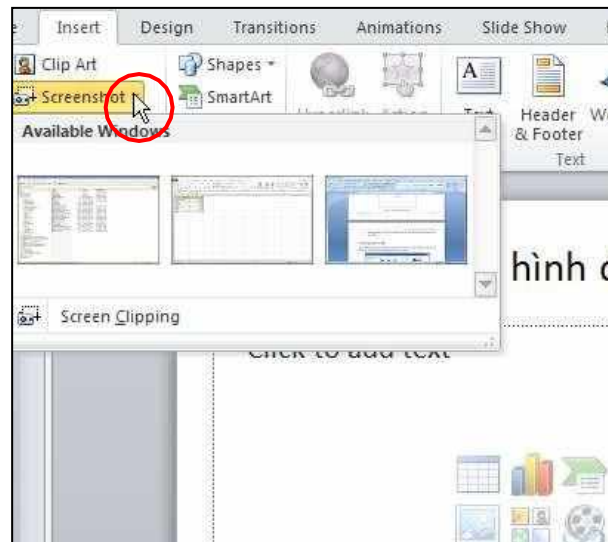 Insert Design Transitions Animations Slide Show
Clip Art Shapes
Screenshot SmartArt
Header
& Footer
Text
Available Windows
Screen Clipping
hình
Click to add text